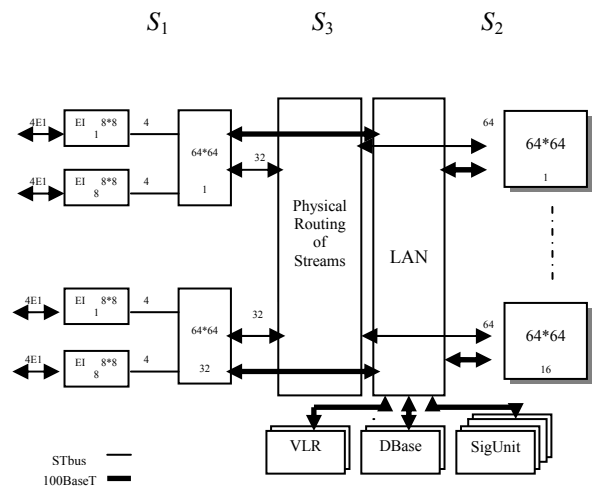 S1 S3 S2
4E1 EI 8*8 4
1
64*64
1
32
4E1 EI 8*8 4
8
Physical
Routing
of
Streams
LAN
64
64*64
1
4E1 EI 8*8 4
1
64*64
32
32
4E1 EI 8*8 4
8
64
64*64
16
VLR DBase SigUnit
STbus
100BaseT